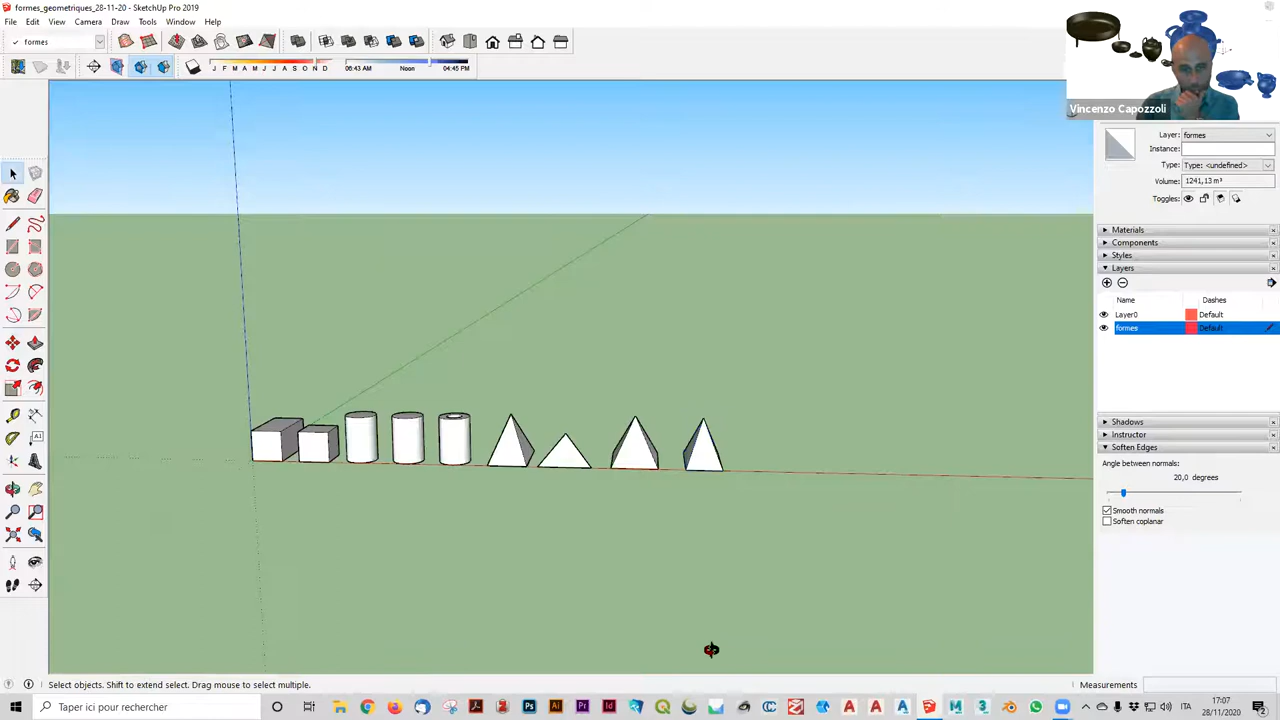 formes_geometriques_28-11-20 - SketchUp Pro 2019
File Edit View Camera Draw Tools Window Help
formes
J F M A M J J A S O N D
06:43 AM Noon 04:45 PM
Vincenzo Capozzoli
Layer: formes
Instance:
Type: Type: <undefined>
Volume: 1241,13 m³
Toggles:
Materials
Components
Styles
Layers
Name Dashes
Layer0 Default
formes Default
Shadows
Instructor
Soften Edges
Angle between normals:
20,0 degrees
Smooth normals
Soften coplanar
Select objects. Shift to extend select. Drag mouse to select multiple.
Measurements
Taper ici pour rechercher
ITA
17:07
28/11/2020